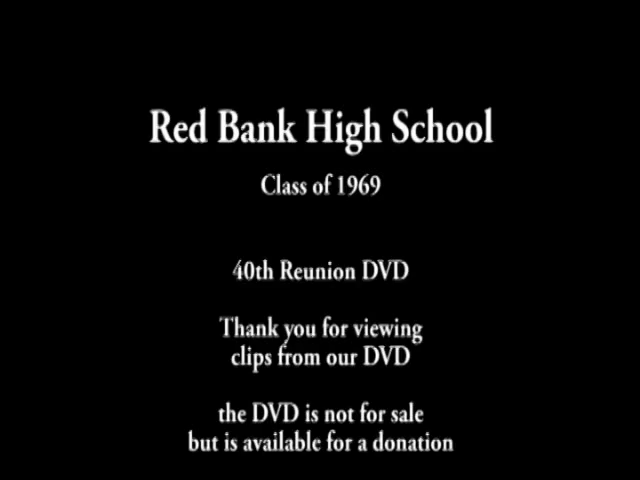 Red Bank High School
Class of 1969
40th Reunion DVD
Thank you for viewing
clips from our DVD
the DVD is not for sale
but is available for a donation